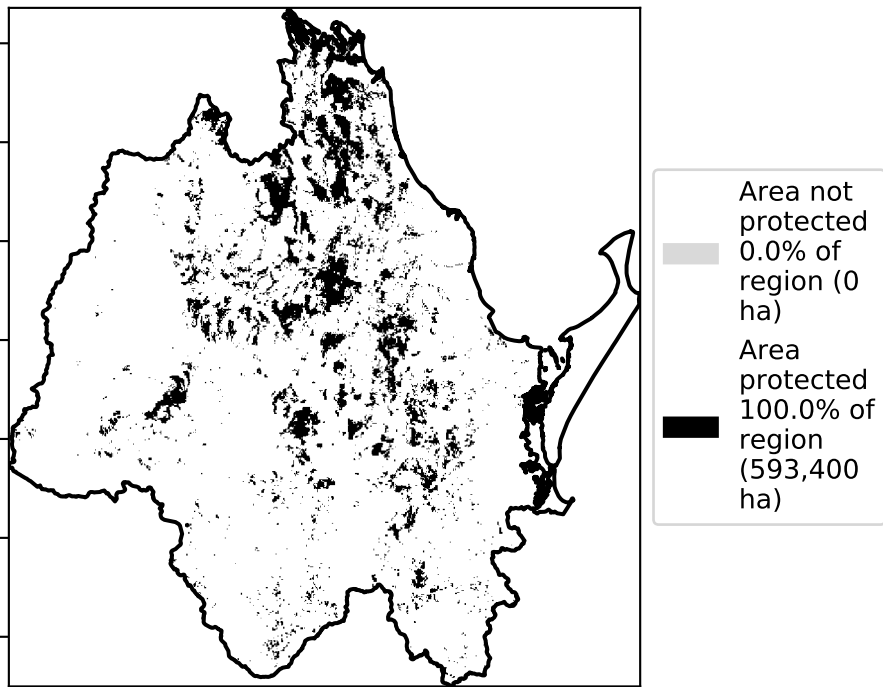 Area not
protected
0.0% of
region (0
ha)
Area
protected
100.0% of
region
(593,400
ha)